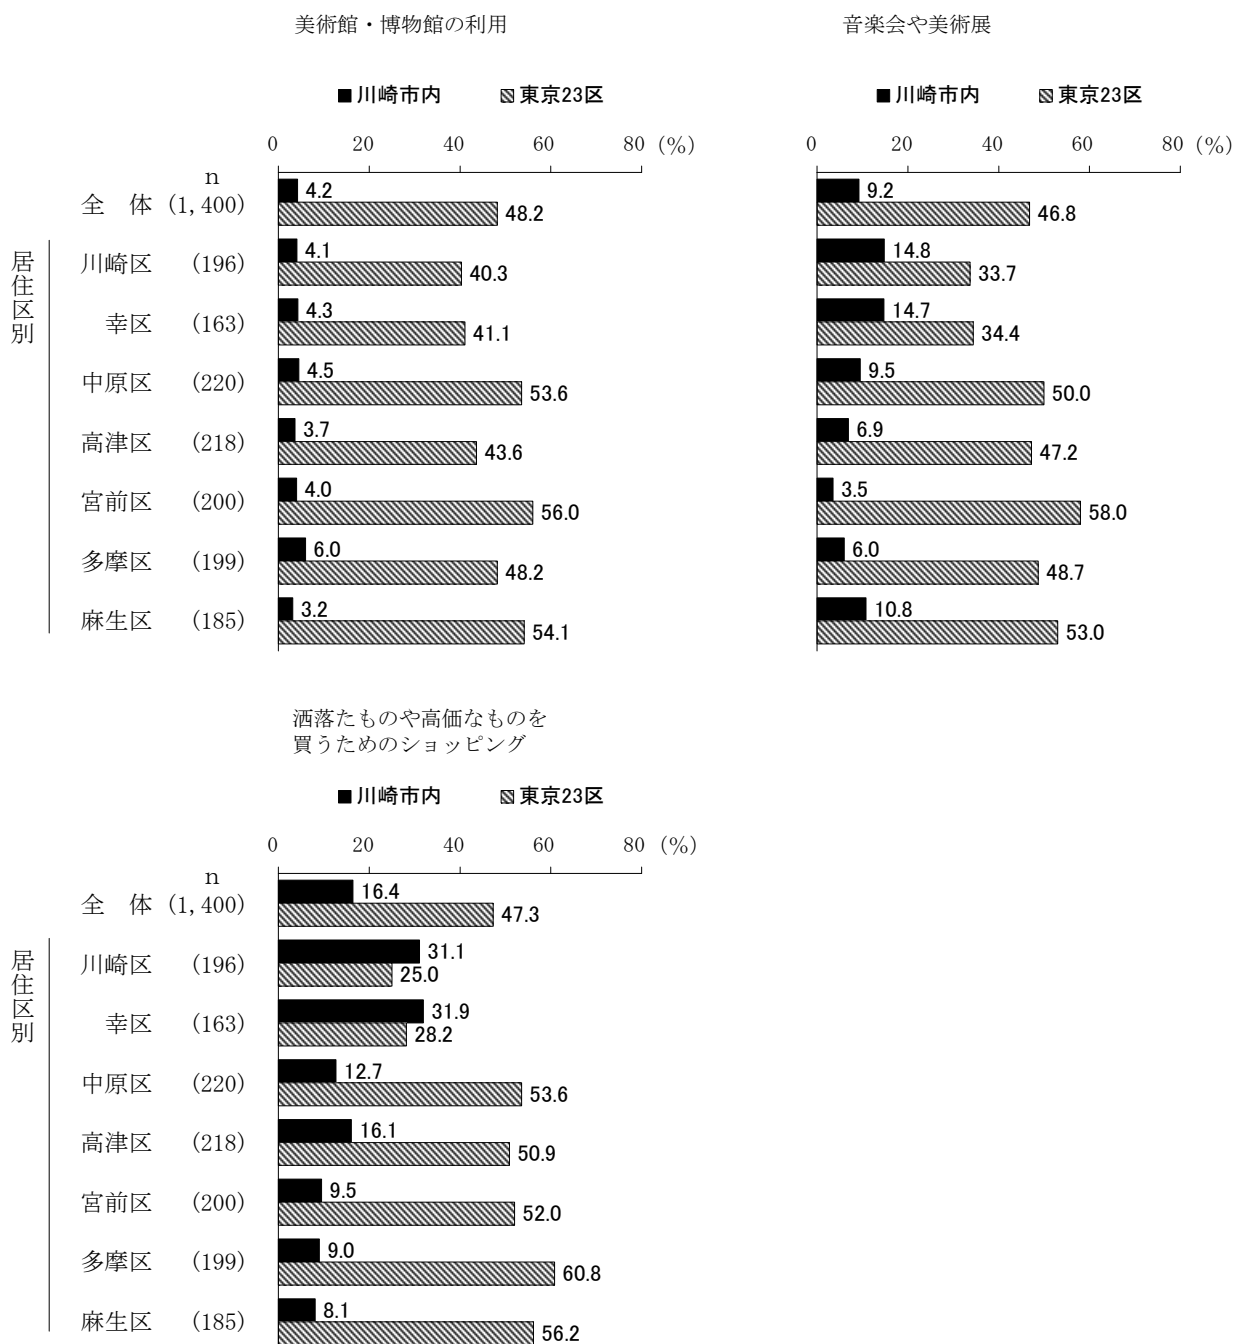 美術館・博物館の利用
■川崎市内 東京23区
0 20 40 60 80 (%)
n
全 体 (1,400) 4.2 48.2
居住区別
川崎区 (196) 4.1 40.3
幸区 (163) 4.3 41.1
中原区 (220) 4.5 53.6
高津区 (218) 3.7 43.6
宮前区 (200) 4.0 56.0
多摩区 (199) 6.0 48.2
麻生区 (185) 3.2 54.1
音楽会や美術展
■川崎市内 東京23区
0 20 40 60 80 (%)
9.2 46.8
14.8 33.7
14.7 34.4
9.5 50.0
6.9 47.2
3.5 58.0
6.0 48.7
10.8 53.0
洒落たものや高価なものを
買うためのショッピング
■川崎市内 東京23区
0 20 40 60 80 (%)
n
全 体 (1,400) 16.4 47.3
居住区別
川崎区 (196) 31.1 25.0
幸区 (163) 31.9 28.2
中原区 (220) 12.7 53.6
高津区 (218) 16.1 50.9
宮前区 (200) 9.5 52.0
多摩区 (199) 9.0 60.8
麻生区 (185) 8.1 56.2